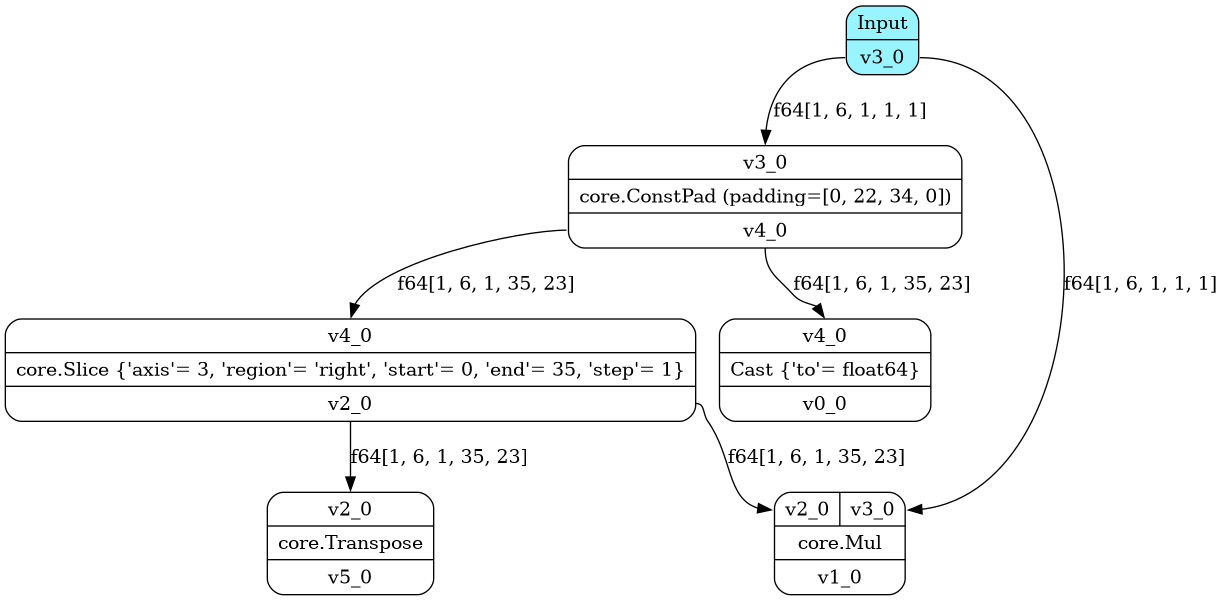 Input
v3_0
f64[1, 6, 1, 1, 1]
v3_0
core.ConstPad (padding=[0, 22, 34, 0])
v4_0
f64[1, 6, 1, 35, 23]
f64[1, 6, 1, 35, 23]
f64[1, 6, 1, 1, 1]
v4_0
core.Slice {'axis'= 3, 'region'= 'right', 'start'= 0, 'end'= 35, 'step'= 1}
v2_0
v4_0
Cast {'to'= float64}
v0_0
f64[1, 6, 1, 35, 23]
f64[1, 6, 1, 35, 23]
v2_0
core.Transpose
v5_0
v2_0 v3_0
core.Mul
v1_0